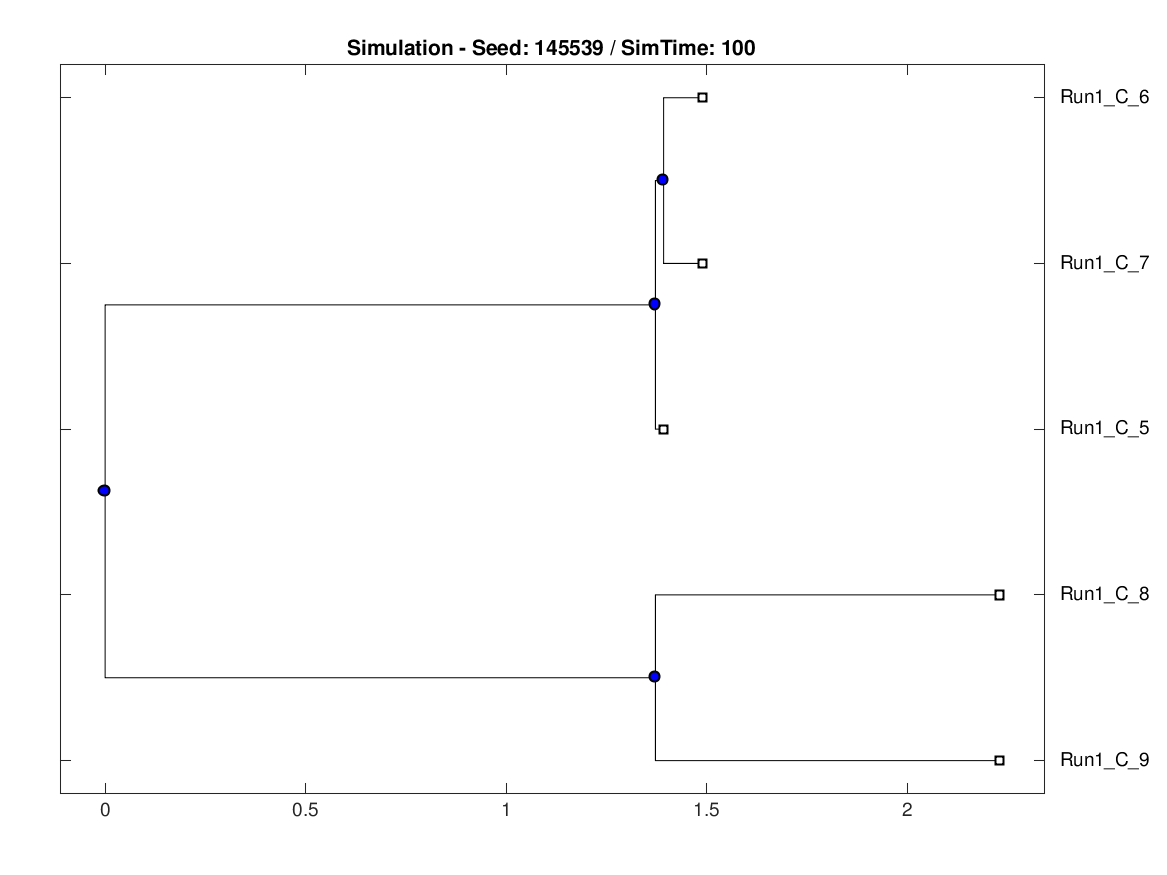 Simulation - Seed: 145539 / SimTime: 100
Run1_C_6
Run1_C_7
Run1_C_5
Run1_C_8
Run1_C_9
0 0.5 1 1.5 2